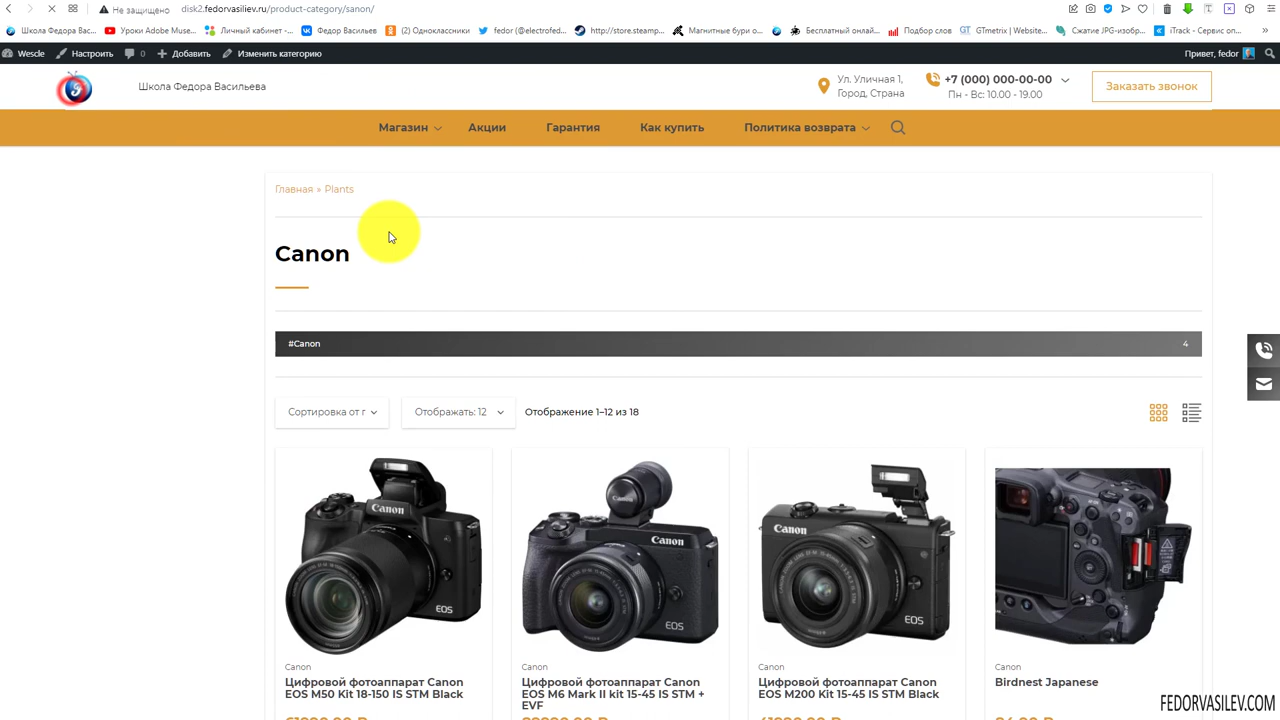 Не защищено
disk2.fedorvasiliev.ru/product-category/sanon/
Школа Федора Вас...
Уроки Adobe Muse...
Личный кабинет -...
Федор Васильев
(2) Одноклассники
fedor (@electrofed...
http://store.steamp...
Магнитные бури о...
Бесплатный онлай...
Подбор слов
GTmetrix | Website...
Сжатие JPG-изобр...
iTrack - Сервис оп...
Wescle
Настроить
0
Добавить
Изменить категорию
Привет, fedor
Школа Федора Васильева
Ул. Уличная 1,
Город, Страна
+7 (000) 000-00-00
Пн - Вс: 10.00 - 19.00
Заказать звонок
Магазин
Акции
Гарантия
Как купить
Политика возврата
Главная » Plants
Canon
#Canon
4
Сортировка от г
Отображать: 12
Отображение 1–12 из 18
Canon
EOS
Canon
Canon
EOS
Canon
EOS
Canon
Цифровой фотоаппарат Canon
EOS M50 Kit 18-150 IS STM Black
Canon
Цифровой фотоаппарат Canon
EOS M6 Mark II kit 15-45 IS STM +
EVF
Canon
Цифровой фотоаппарат Canon
EOS M200 Kit 15-45 IS STM Black
Canon
Birdnest Japanese
FEDORVASILEV.COM